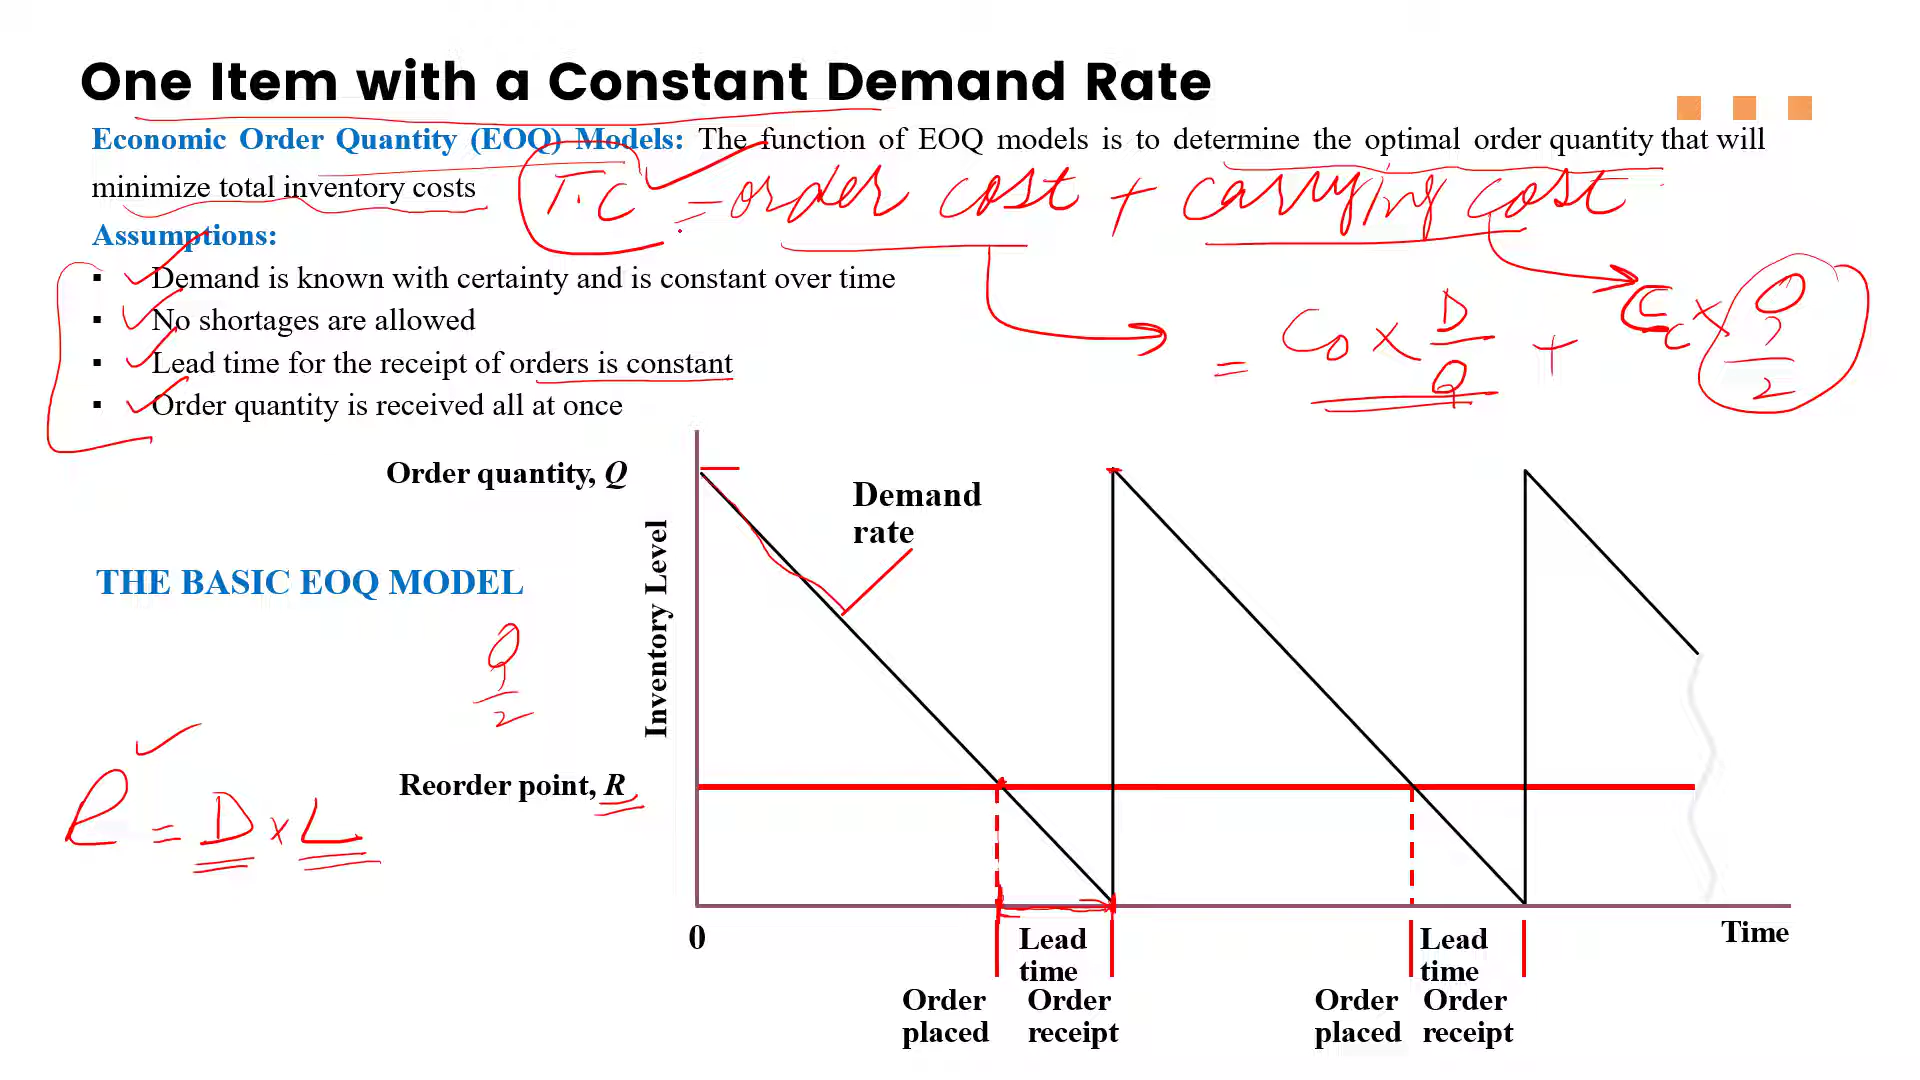 One Item with a Constant Demand Rate
Economic Order Quantity (EOQ) Models: The function of EOQ models is to determine the optimal order quantity that will
minimize total inventory costs
T.C = order cost + carrying cost
Assumptions:
▪ Demand is known with certainty and is constant over time
▪ No shortages are allowed
▪ Lead time for the receipt of orders is constant
▪ Order quantity is received all at once
= Co × D/Q + Cc × Q/2
Order quantity, Q
Demand
rate
Inventory Level
THE BASIC EOQ MODEL
Q/2
Reorder point, R
R = D × L
0
Time
Lead
time
Lead
time
Order
placed
Order
receipt
Order
placed
Order
receipt